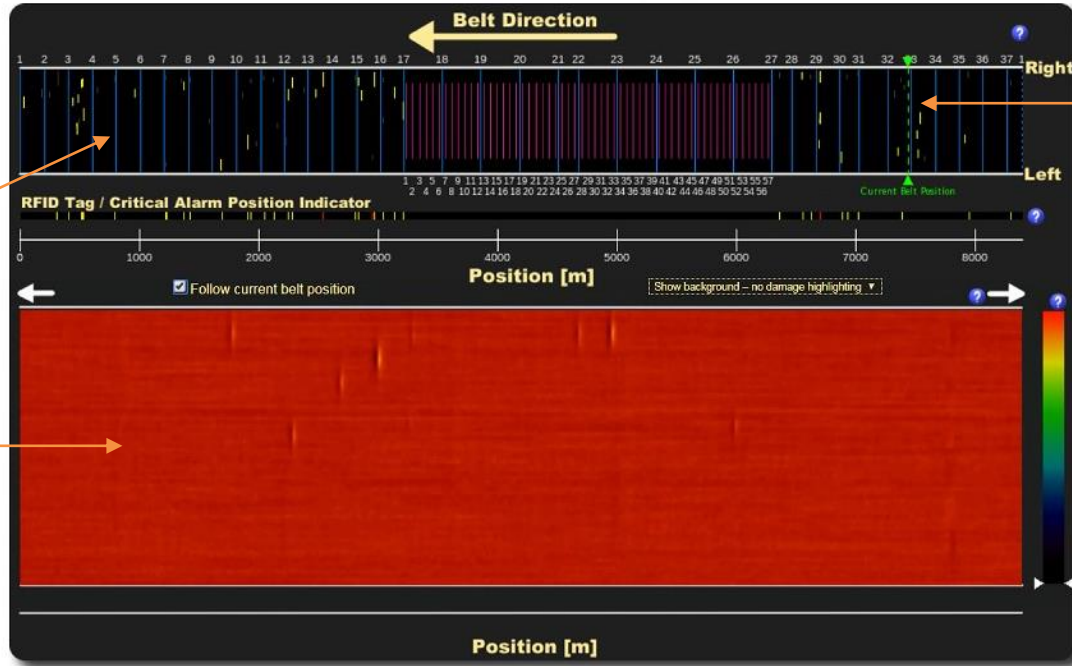 Belt Direction
?
1 2 3 4 5 6 7 8 9 10 11 12 13 14 15 16 17 18 19 20 21 22 23 24 25 26 27 28 29 30 31 32 33 34 35 36 37 1
Right
Left
1 3 5 7 9 11 13 15 17 19 21 23 25 27 29 31 33 35 37 39 41 43 45 47 49 51 53 55 57
2 4 6 8 10 12 14 16 18 20 22 24 26 28 30 32 34 36 38 40 42 44 46 48 50 52 54 56
Current Belt Position
RFID Tag / Critical Alarm Position Indicator
?
0 1000 2000 3000 4000 5000 6000 7000 8000
Position [m]
Follow current belt position
Show background – no damage highlighting ▼
?
?
Position [m]